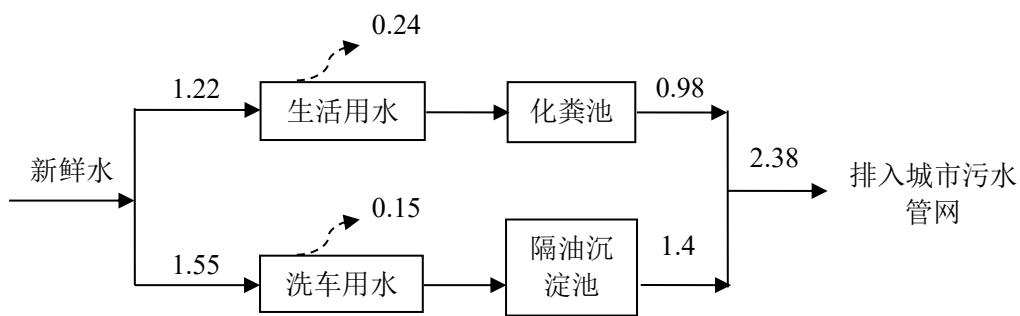 0.24
1.22
生活用水
化粪池
0.98
新鲜水
2.38
排入城市污水
管网
0.15
1.55
洗车用水
隔油沉
淀池
1.4